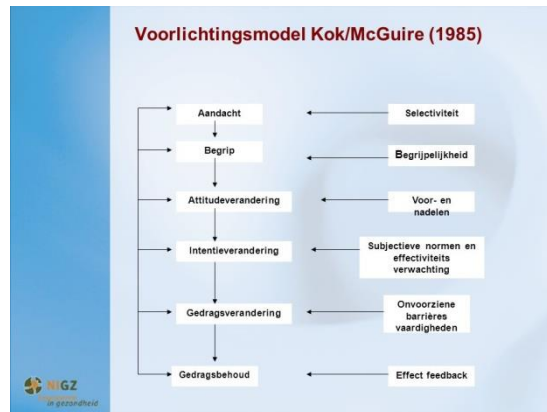 Voorlichtingsmodel Kok/McGuire (1985)
Aandacht
Selectiviteit
Begrip
Begrijpelijkheid
Attitudeverandering
Voor- en
nadelen
Intentieverandering
Subjectieve normen en
effectiviteits
verwachting
Gedragsverandering
Onvoorziene
barrières
vaardigheden
Gedragsbehoud
Effect feedback
NIGZ
in gezondheid